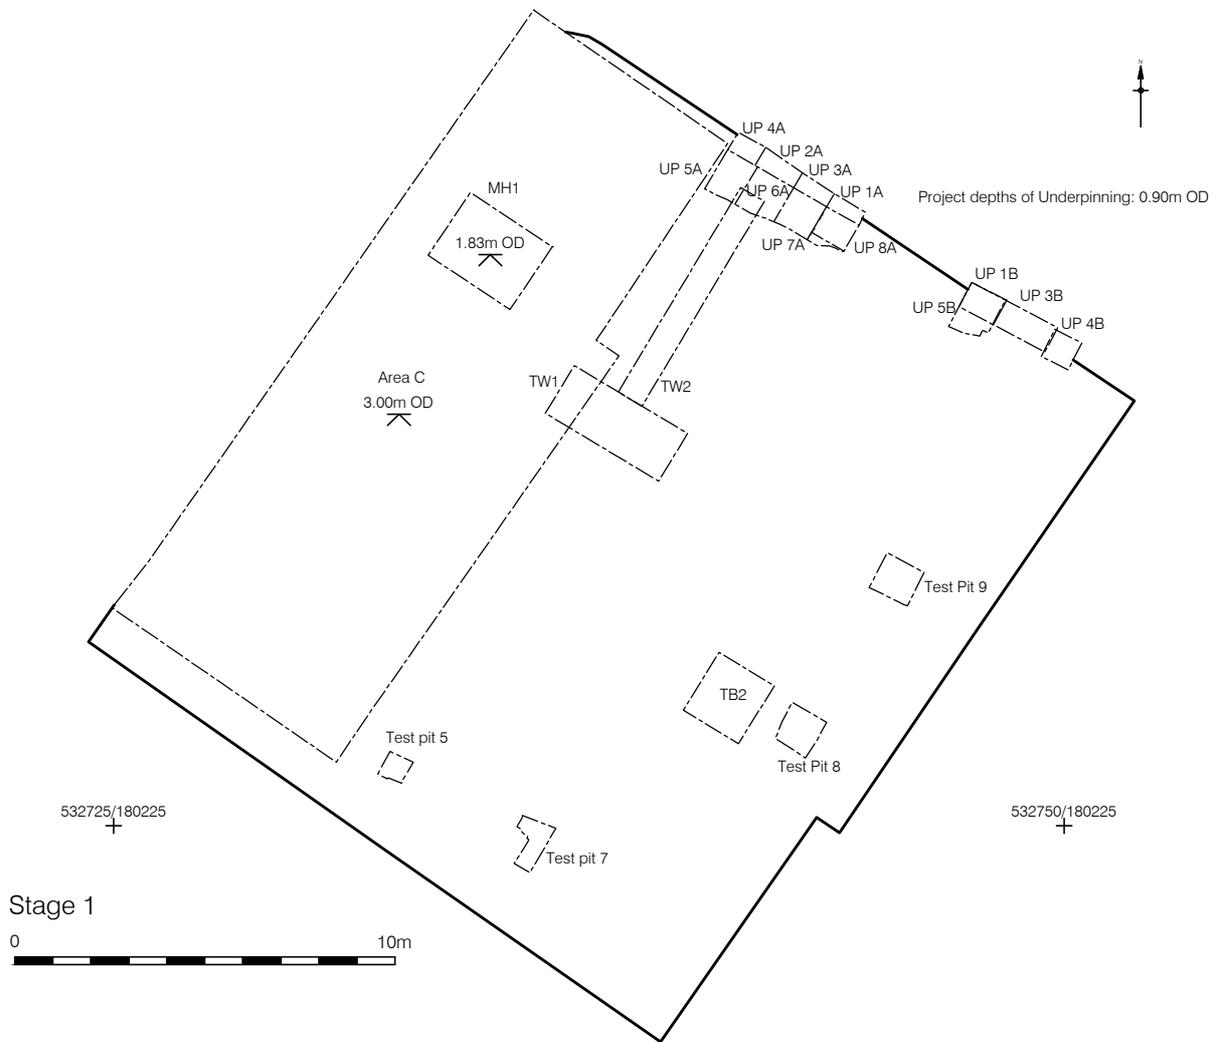 N
UP 4A
UP 2A
UP 5A
UP 3A
MH1
UP 6A
UP 1A
Project depths of Underpinning: 0.90m OD
1.83m OD
UP 7A
UP 8A
UP 1B
UP 3B
UP 5B
UP 4B
Area C
3.00m OD
TW1
TW2
Test Pit 9
TB2
Test pit 5
Test Pit 8
532725/180225
532750/180225
Test pit 7
Stage 1
0
10m